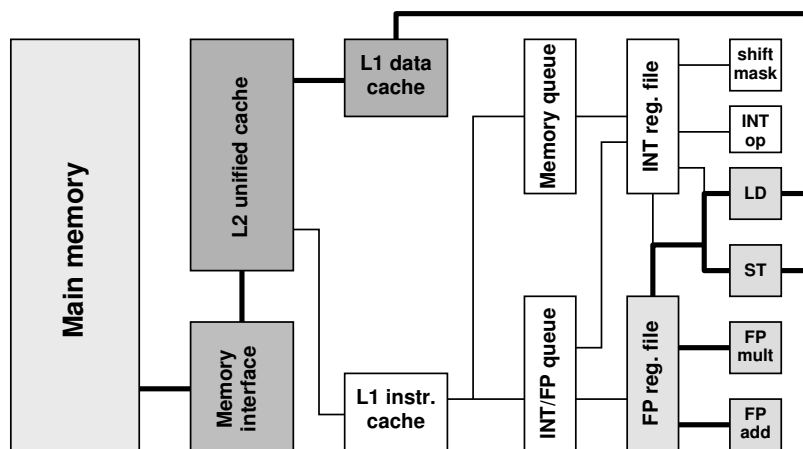 Main memory
L2 unified cache
Memory
interface
L1 data
cache
L1 instr.
cache
Memory queue
INT/FP queue
INT reg. file
FP reg. file
shift
mask
INT
op
LD
ST
FP
mult
FP
add